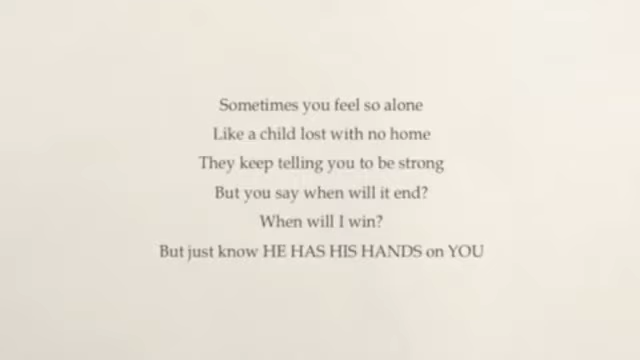 Sometimes you feel so alone
Like a child lost with no home
They keep telling you to be strong
But you say when will it end?
When will I win?
But just know HE HAS HIS HANDS on YOU